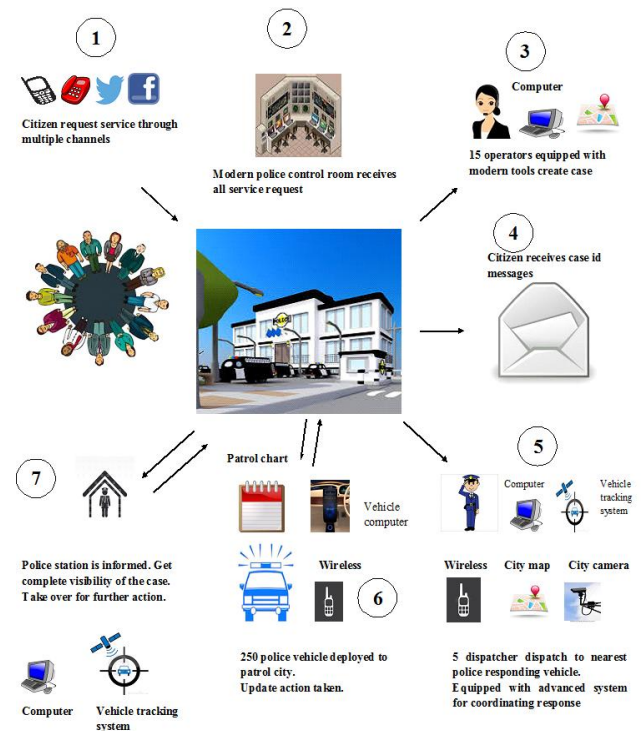 1
Citizen request service through
multiple channels
2
Modern police control room receives
all service request
3
Computer
15 operators equipped with
modern tools create case
4
Citizen receives case id
messages
POLICE
5
Computer
Vehicle
tracking
system
Wireless
City map
City camera
5 dispatcher dispatch to nearest
police responding vehicle.
Equipped with advanced system
for coordinating response
Patrol chart
Vehicle
computer
Wireless
6
250 police vehicle deployed to
patrol city.
Update action taken.
7
Police station is informed. Get
complete visibility of the case.
Take over for further action.
Computer
Vehicle tracking
system